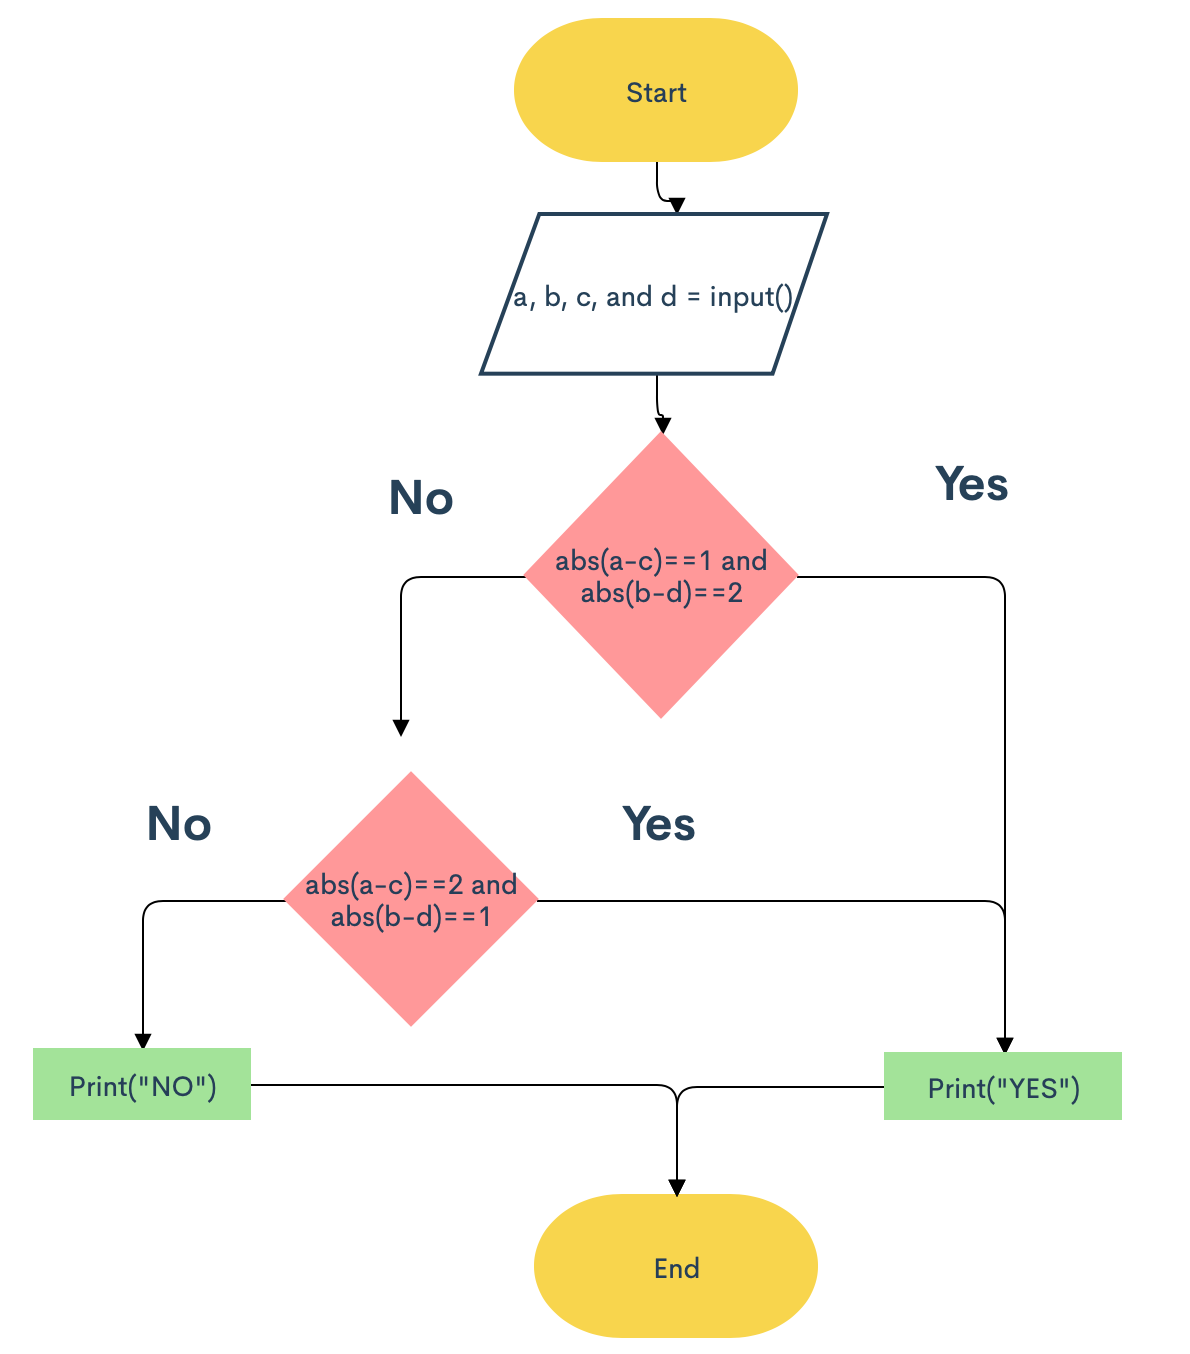 Start
a, b, c, and d = input()
No
Yes
abs(a-c)==1 and
abs(b-d)==2
No
Yes
abs(a-c)==2 and
abs(b-d)==1
Print("NO")
Print("YES")
End